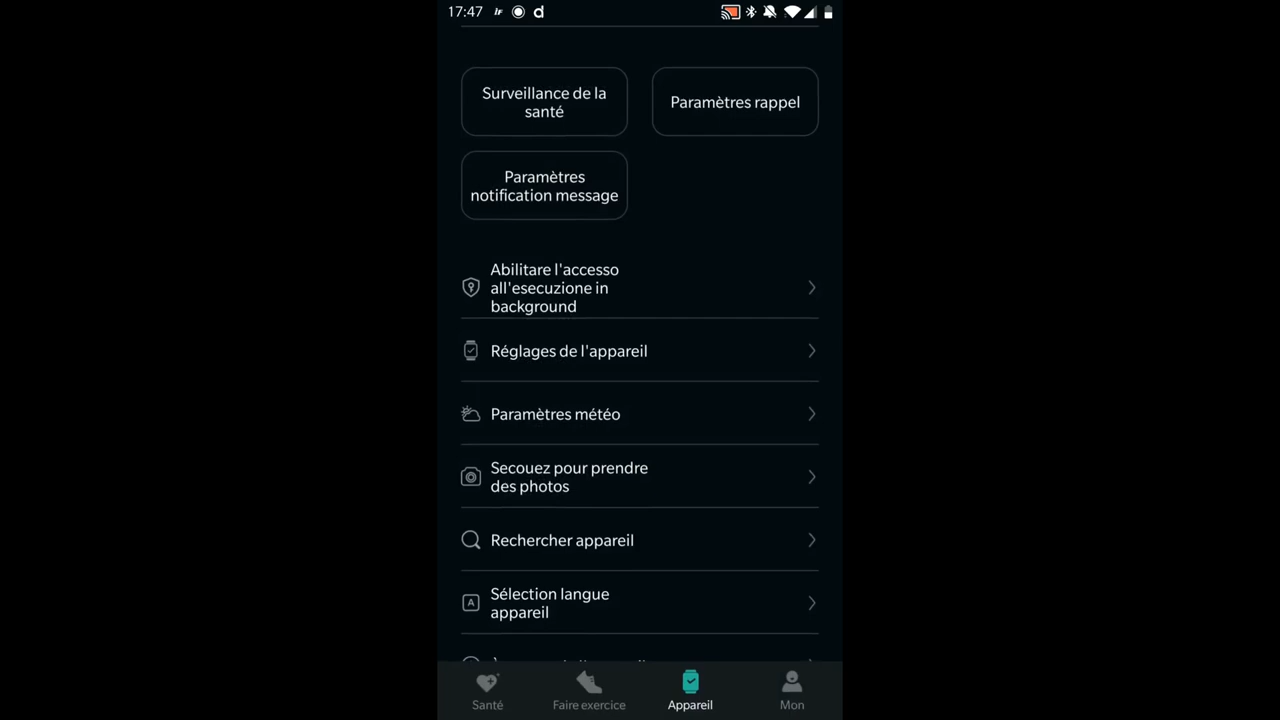 17:47
Surveillance de la
santé
Paramètres rappel
Paramètres
notification message
Abilitare l'accesso
all'esecuzione in
background
Réglages de l'appareil
Paramètres météo
Secouez pour prendre
des photos
Rechercher appareil
A
Sélection langue
appareil
Santé
Faire exercice
Appareil
Mon